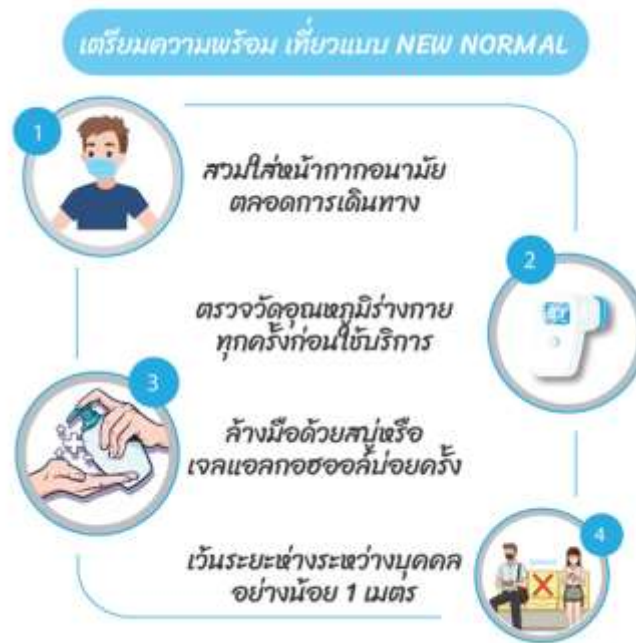 เตรียมความพร้อม เที่ยวแบบ NEW NORMAL
1
สวมใส่หน้ากากอนามัย
ตลอดการเดินทาง
2
ตรวจวัดอุณหภูมิร่างกาย
ทุกครั้งก่อนใช้บริการ
3
ล้างมือด้วยสบู่หรือ
เจลแอลกอฮออล์บ่อยครั้ง
4
เว้นระยะห่างระหว่างบุคคล
อย่างน้อย 1 เมตร